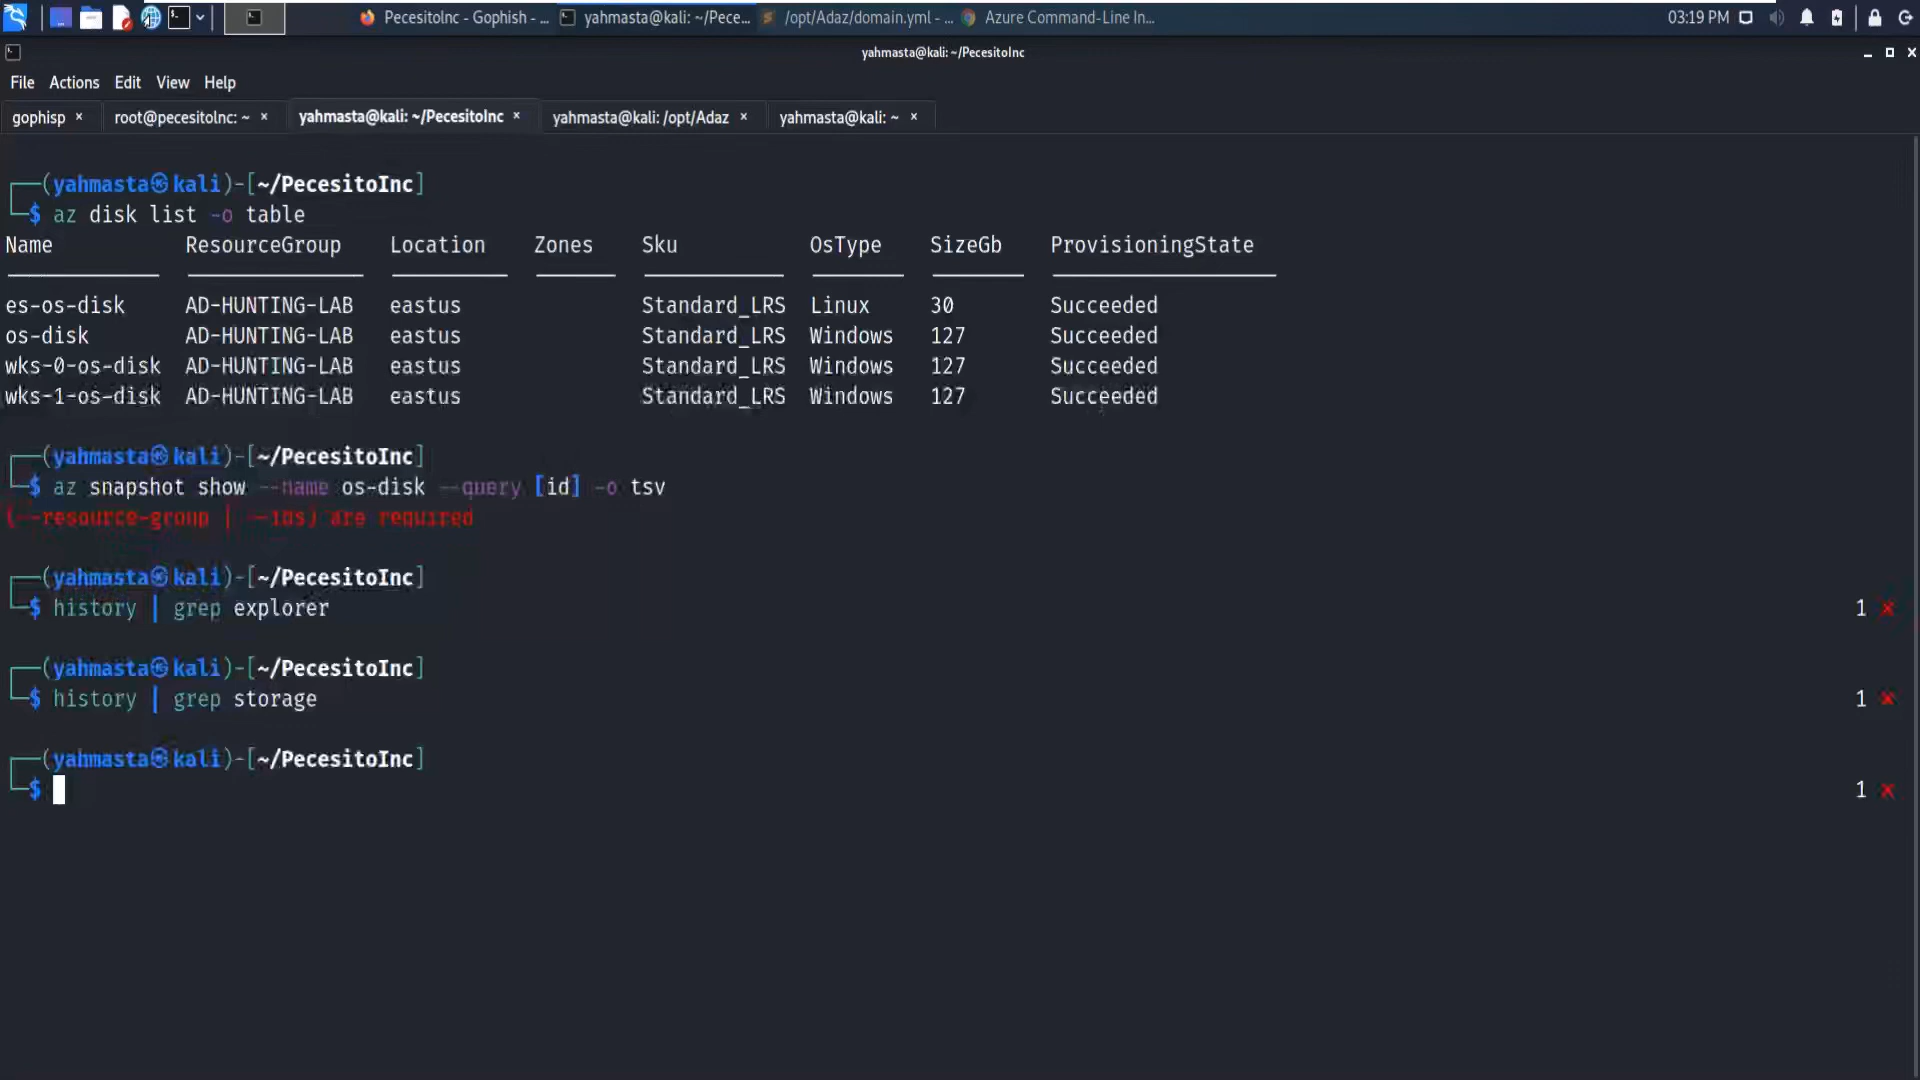 PecesitoInc - Gophish - ... yahmasta@kali: ~/Pece... /opt/Adaz/domain.yml - ... Azure Command-Line In... 03:19 PM
yahmasta@kali: ~/PecesitoInc
File Actions Edit View Help
gophisp × root@pecesitoInc: ~ × yahmasta@kali: ~/PecesitoInc × yahmasta@kali: /opt/Adaz × yahmasta@kali: ~ ×
(yahmasta㉿kali)-[~/PecesitoInc]
$ az disk list -o table
Name ResourceGroup Location Zones Sku OsType SizeGb ProvisioningState
es-os-disk AD-HUNTING-LAB eastus Standard_LRS Linux 30 Succeeded
os-disk AD-HUNTING-LAB eastus Standard_LRS Windows 127 Succeeded
wks-0-os-disk AD-HUNTING-LAB eastus Standard_LRS Windows 127 Succeeded
wks-1-os-disk AD-HUNTING-LAB eastus Standard_LRS Windows 127 Succeeded
(yahmasta㉿kali)-[~/PecesitoInc]
$ az snapshot show --name os-disk --query [id] -o tsv
(--resource-group | --ids) are required
(yahmasta㉿kali)-[~/PecesitoInc]
$ history | grep explorer 1 ⨯
(yahmasta㉿kali)-[~/PecesitoInc]
$ history | grep storage 1 ⨯
(yahmasta㉿kali)-[~/PecesitoInc]
$ 1 ⨯